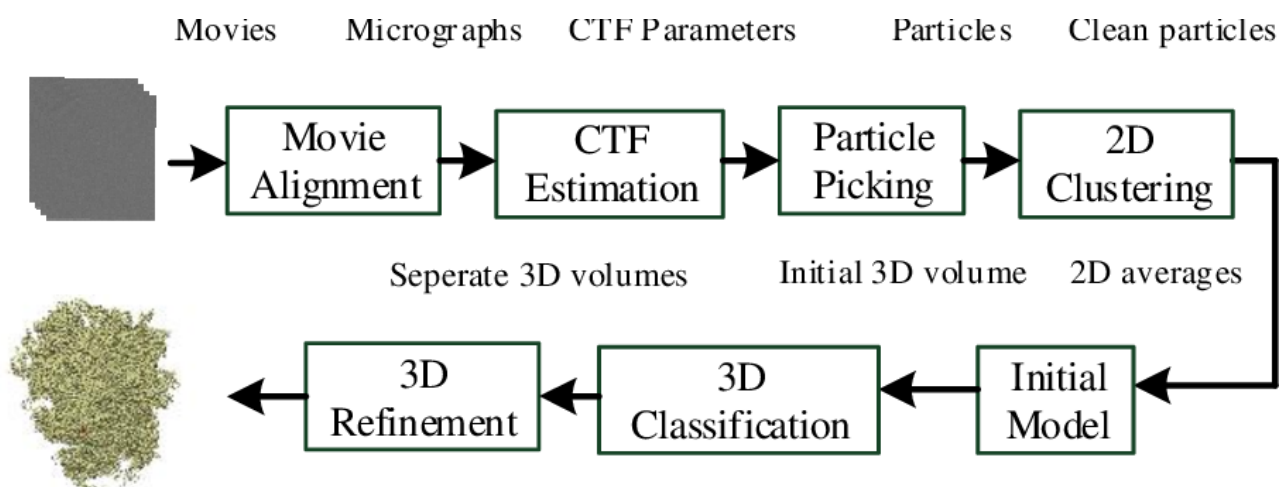 Movies Micrographs CTF Parameters Particles Clean particles
Movie
Alignment
CTF
Estimation
Particle
Picking
2D
Clustering
Seperate 3D volumes Initial 3D volume 2D averages
3D
Refinement
3D
Classification
Initial
Model